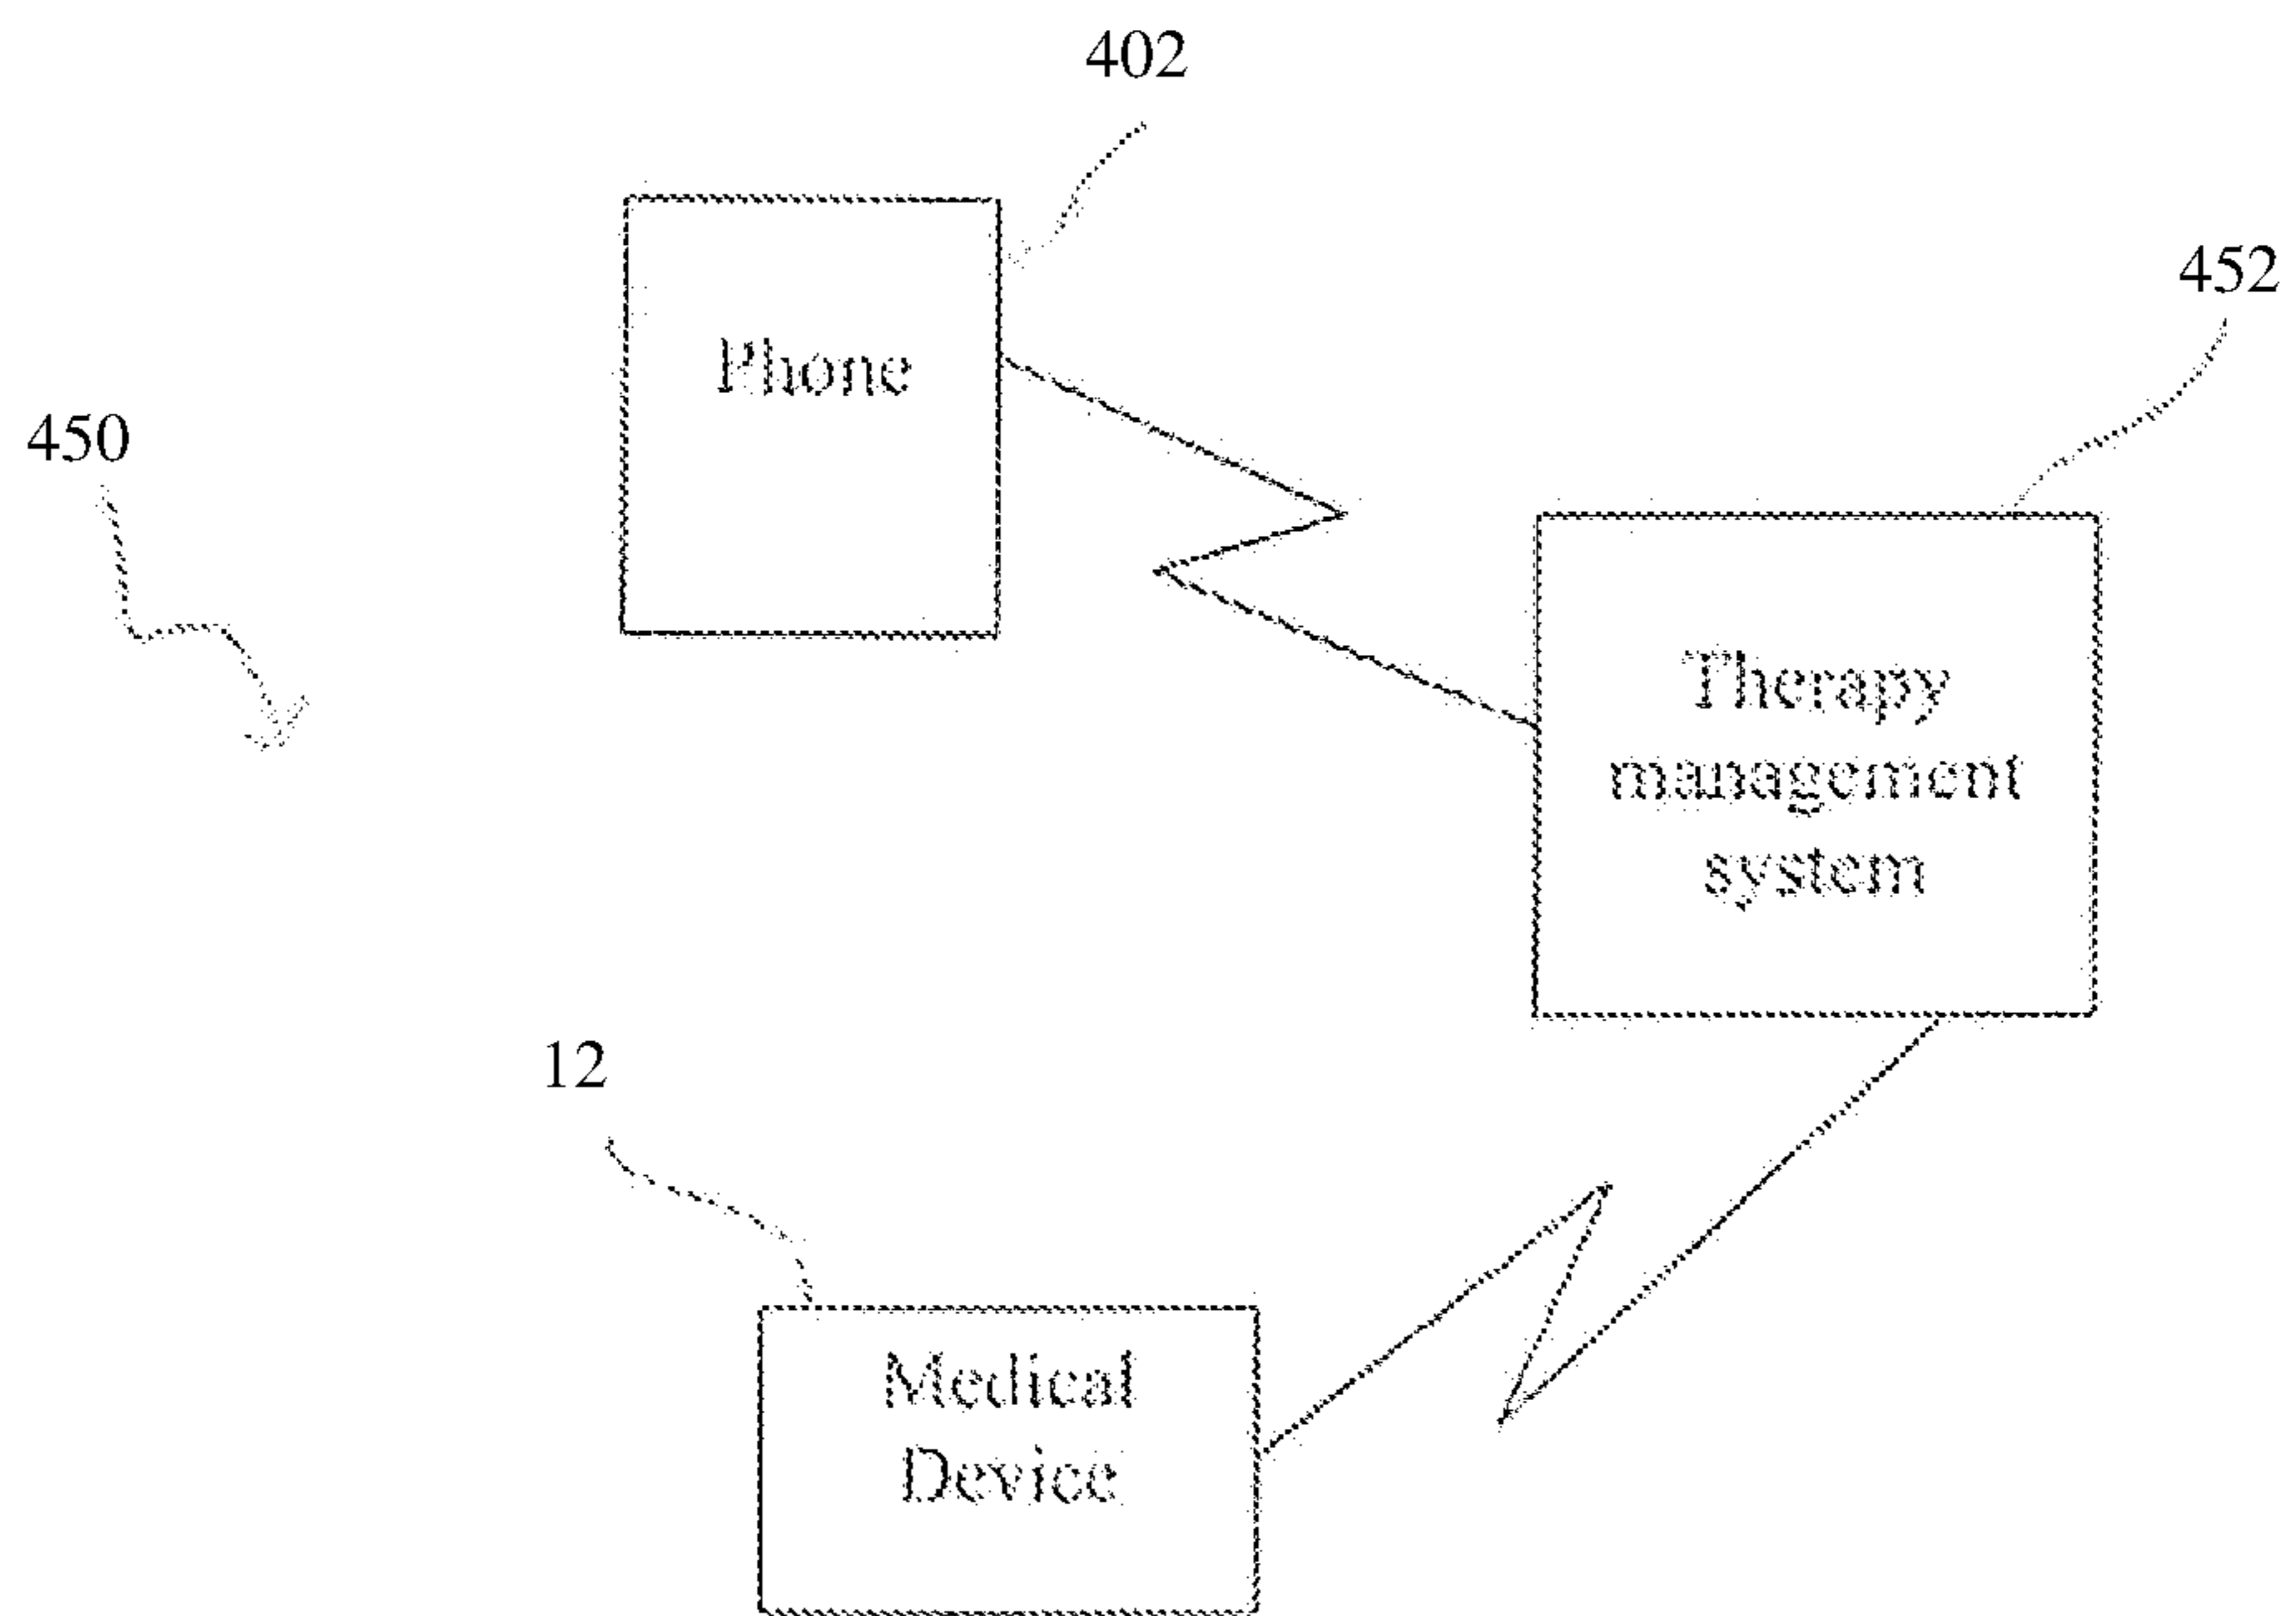 402
452
Phone
450
Therapy
management
system
12
Medical
Device